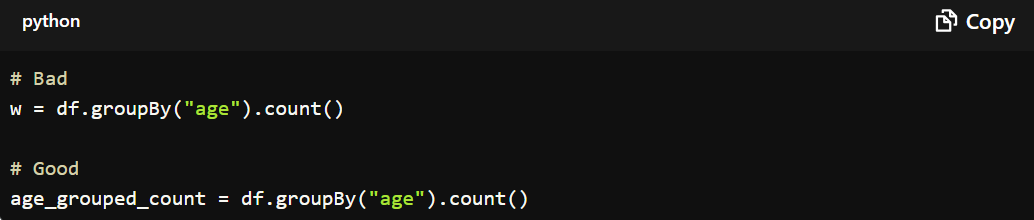 python
Copy
# Bad
w = df.groupBy("age").count()
# Good
age_grouped_count = df.groupBy("age").count()